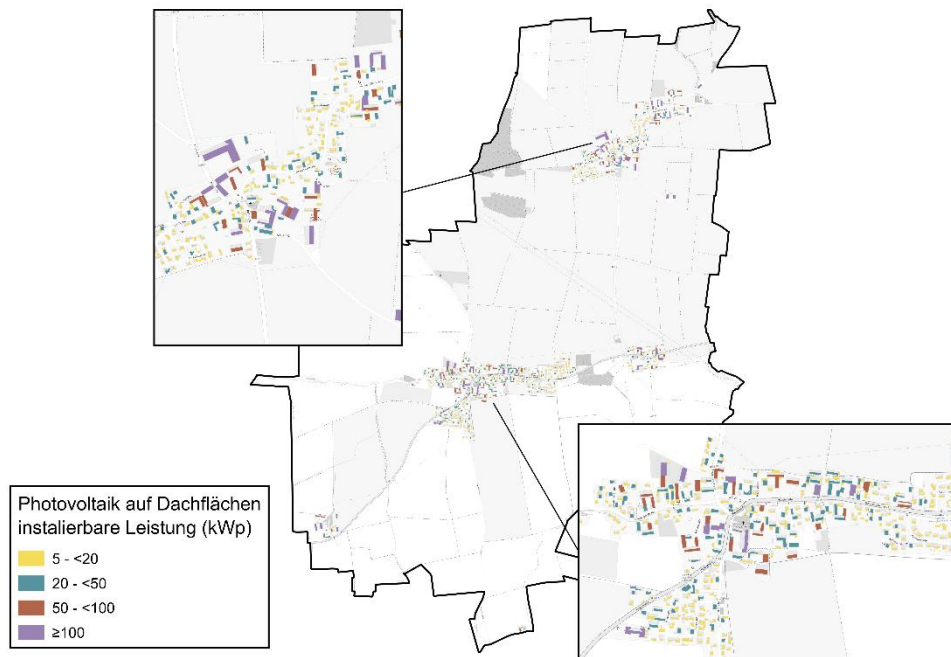 Photovoltaik auf Dachflächen
instalierbare Leistung (kWp)
5 - <20
20 - <50
50 - <100
≥100